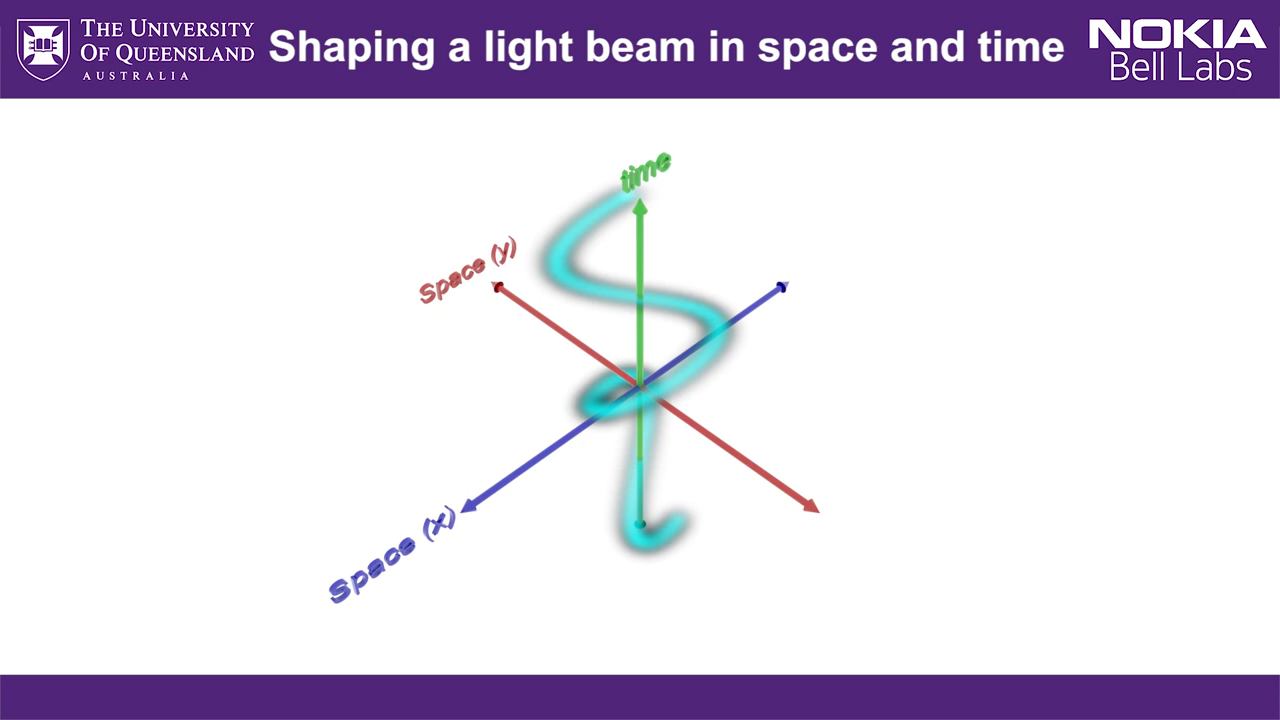 THE UNIVERSITY
OF QUEENSLAND
AUSTRALIA
Shaping a light beam in space and time
NOKIA
Bell Labs
time
Space (y)
Space (x)